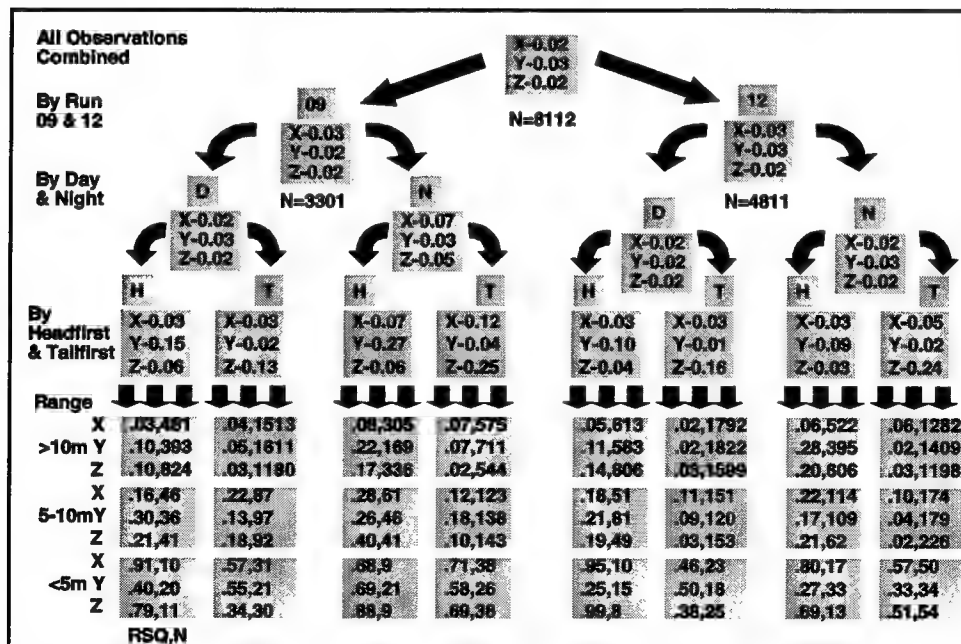 All Observations
Combined
X-0.02
Y-0.03
Z-0.02
N=8112
By Run
09 & 12
09
12
X-0.03
Y-0.02
Z-0.02
N=3301
X-0.03
Y-0.03
Z-0.02
N=4811
By Day
& Night
D
N
D
N
X-0.02
Y-0.03
Z-0.02
X-0.07
Y-0.03
Z-0.05
X-0.02
Y-0.02
Z-0.02
X-0.02
Y-0.03
Z-0.02
H T H T H T H T
By
Headfirst
& Tailfirst
X-0.03 X-0.03 X-0.07 X-0.12 X-0.03 X-0.03 X-0.03 X-0.05
Y-0.15 Y-0.02 Y-0.27 Y-0.04 Y-0.10 Y-0.01 Y-0.09 Y-0.02
Z-0.06 Z-0.13 Z-0.06 Z-0.25 Z-0.04 Z-0.16 Z-0.03 Z-0.24
Range
X .03,481 .04,1513 .08,305 .07,575 .05,613 .02,1792 .06,522 .06,1282
>10m Y .10,393 .05,1611 .22,169 .07,711 .11,583 .02,1822 .28,395 .02,1409
Z .10,824 .03,1180 .17,336 .02,544 .14,606 .03,1599 .20,606 .03,1198
X .16,46 .22,87 .28,61 .12,123 .18,51 .11,151 .22,114 .10,174
5-10mY .30,36 .13,97 .26,46 .18,138 .21,81 .09,120 .17,109 .04,179
Z .21,41 .18,92 .40,41 .10,143 .19,49 .03,153 .21,62 .02,226
X .91,10 .57,31 .68,9 .71,38 .95,10 .46,23 .80,17 .57,50
<5m Y .40,20 .55,21 .69,21 .58,26 .25,15 .50,18 .27,33 .33,34
Z .79,11 .34,30 .88,9 .69,38 .99,8 .38,25 .69,13 .51,54
RSQ,N